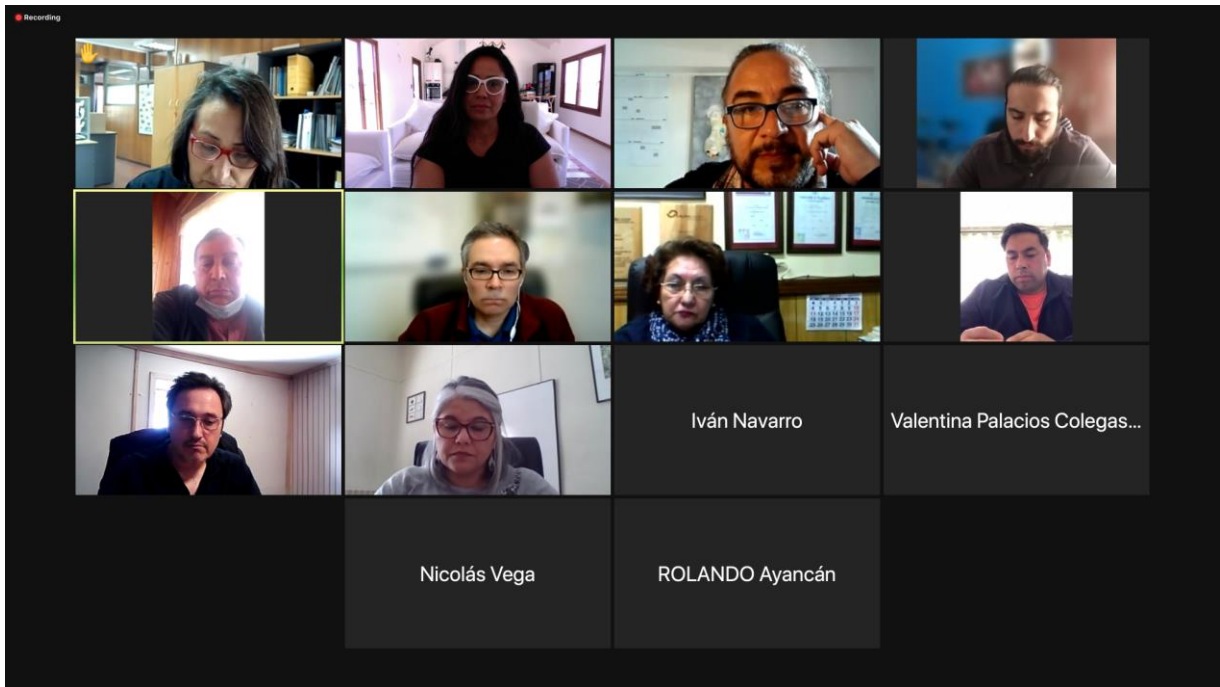 Recording
Iván Navarro
Valentina Palacios Colegas...
Nicolás Vega
ROLANDO Ayancán